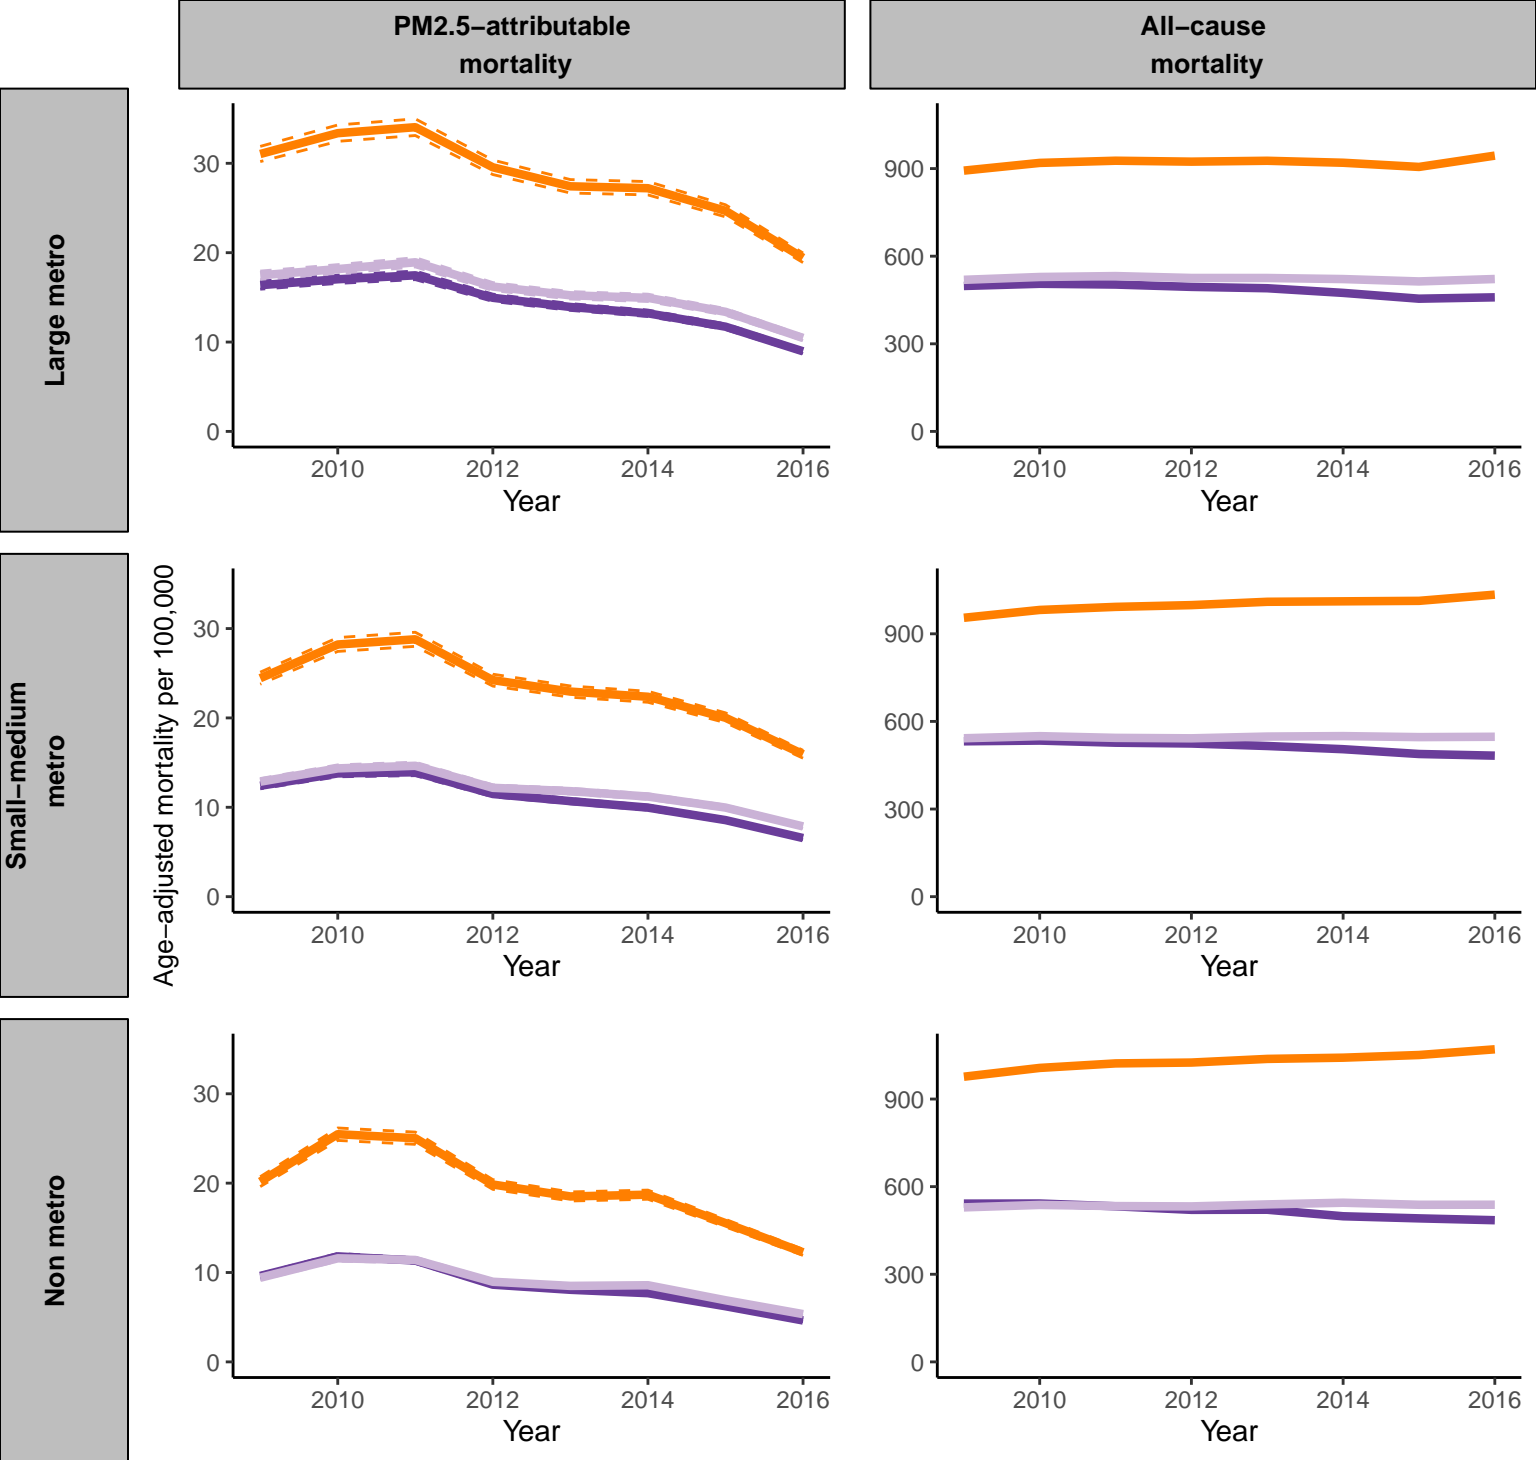 PM2.5−attributable
mortality
All−cause
mortality
Large metro
30
20
10
0
2010 2012 2014 2016
Year
900
600
300
0
2010 2012 2014 2016
Year
Small−medium
metro
Age−adjusted mortality per 100,000
30
20
10
0
2010 2012 2014 2016
Year
900
600
300
0
2010 2012 2014 2016
Year
Non metro
30
20
10
0
2010 2012 2014 2016
Year
900
600
300
0
2010 2012 2014 2016
Year